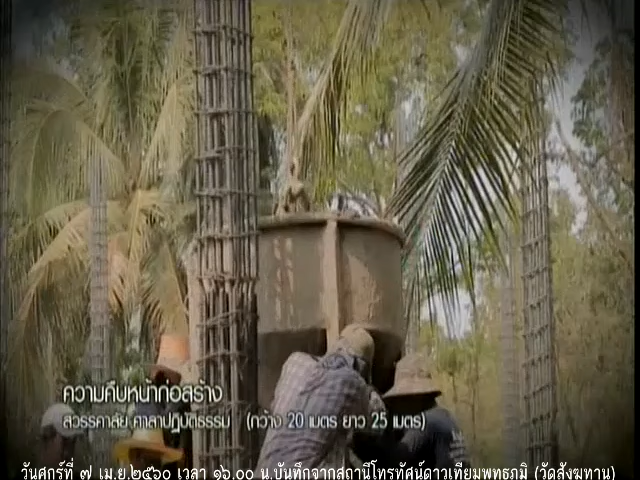 ความคืบหน้าก่อสร้าง
สวรรคาลัย ศาลาปฏิบัติธรรม (กว้าง 20 เมตร ยาว 25 เมตร)
วันศุกร์ที่ ๗ เม.ย.๒๕๖๐ เวลา ๑๖.๐๐ น.บันทึกจากสถานีโทรทัศน์ดาวเทียมพุทธภูมิ (วัดสังฆทาน)